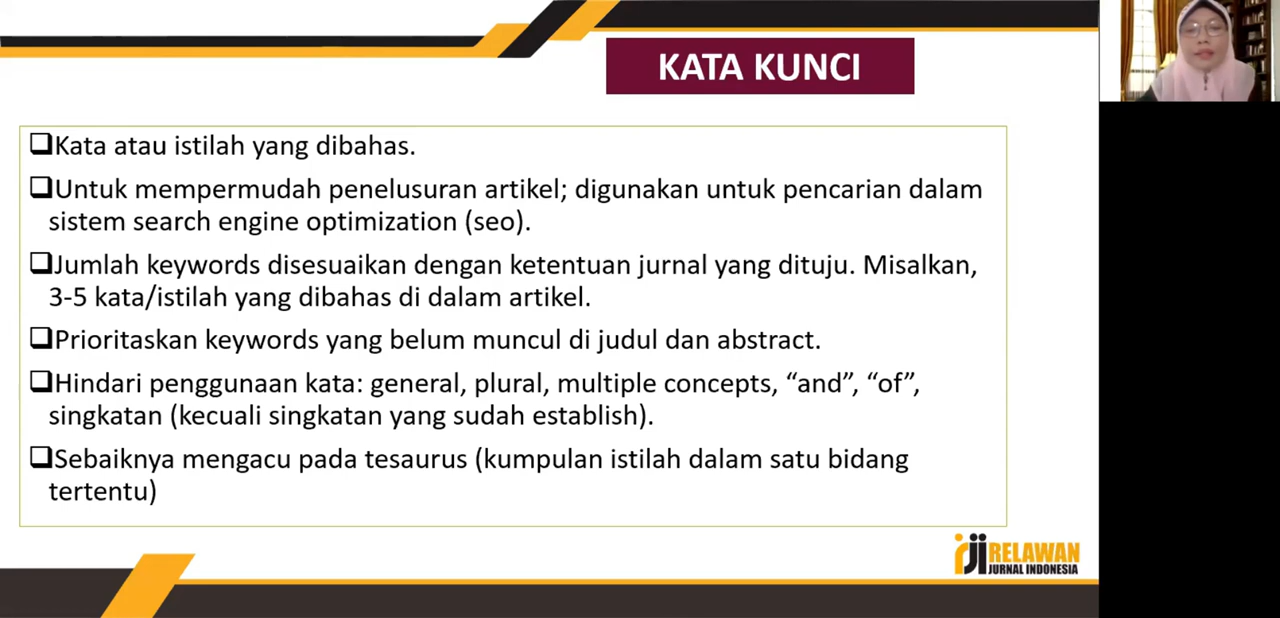 KATA KUNCI
Kata atau istilah yang dibahas.
Untuk mempermudah penelusuran artikel; digunakan untuk pencarian dalam
sistem search engine optimization (seo).
Jumlah keywords disesuaikan dengan ketentuan jurnal yang dituju. Misalkan,
3-5 kata/istilah yang dibahas di dalam artikel.
Prioritaskan keywords yang belum muncul di judul dan abstract.
Hindari penggunaan kata: general, plural, multiple concepts, “and”, “of”,
singkatan (kecuali singkatan yang sudah establish).
Sebaiknya mengacu pada tesaurus (kumpulan istilah dalam satu bidang
tertentu)
rji RELAWAN
JURNAL INDONESIA